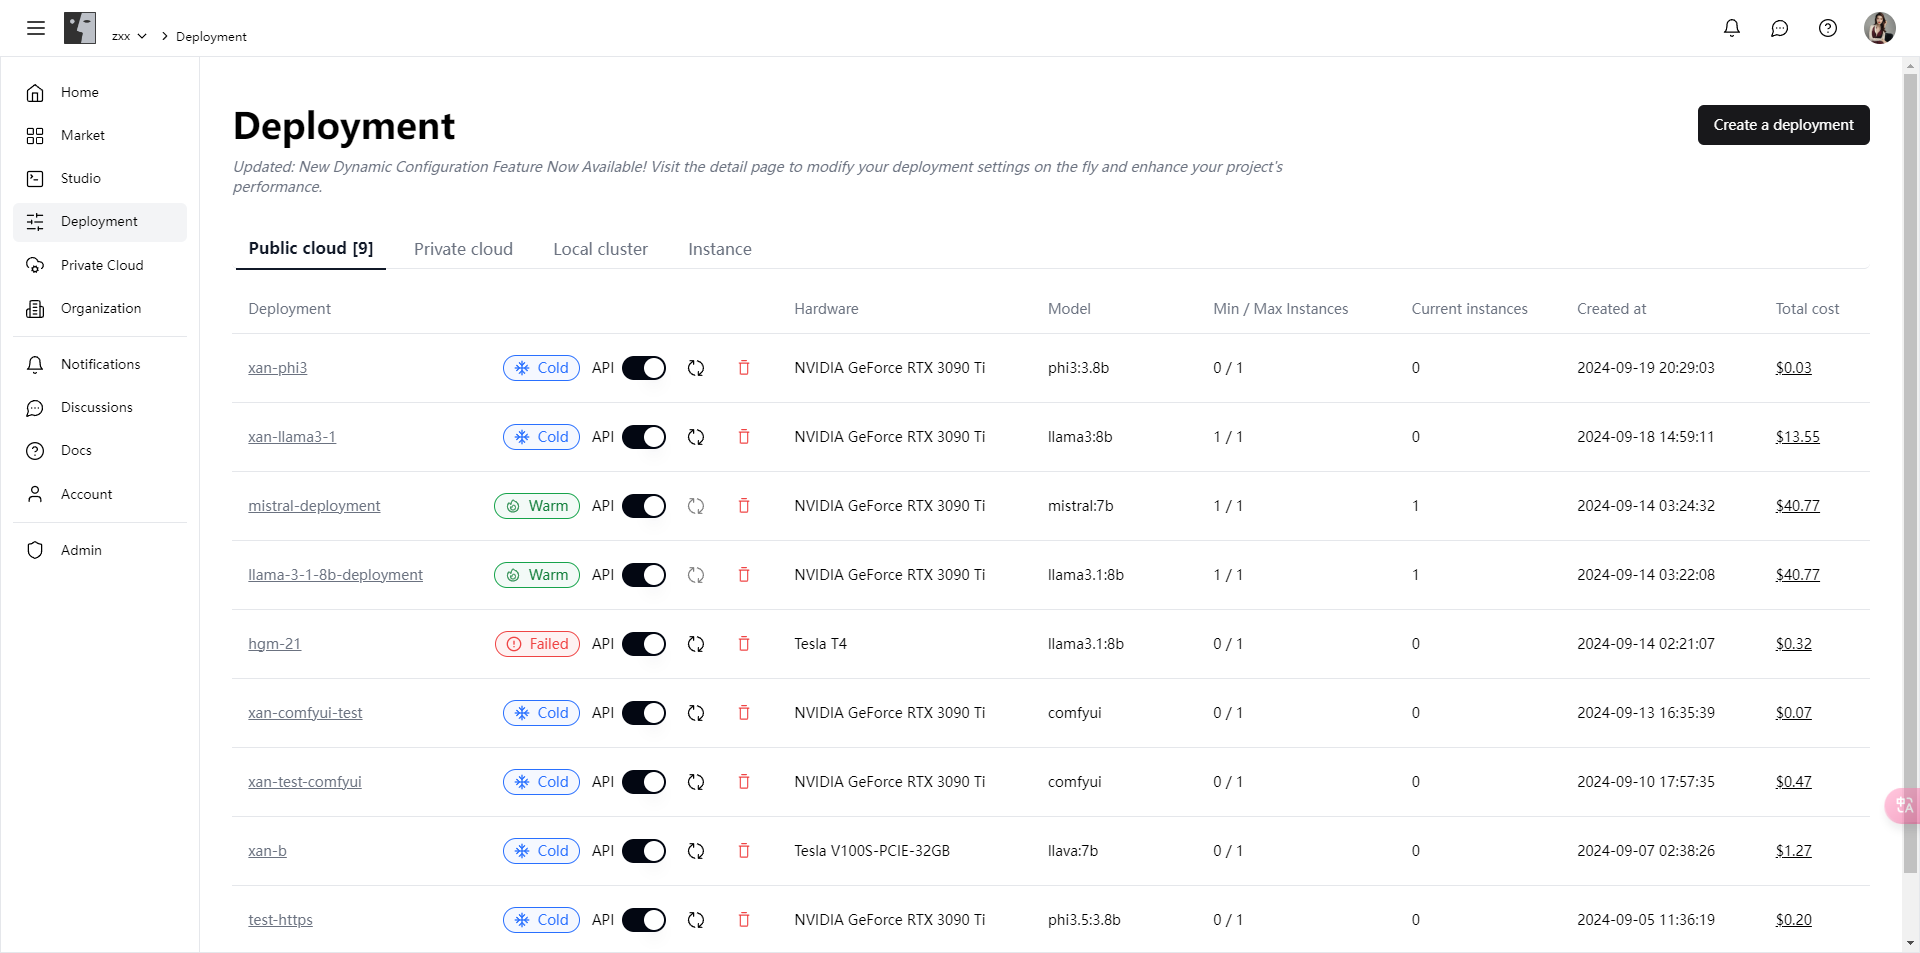 zxx > Deployment
Home
Market
Studio
Deployment
Private Cloud
Organization
Notifications
Discussions
Docs
Account
Admin
Deployment
Create a deployment
Updated: New Dynamic Configuration Feature Now Available! Visit the detail page to modify your deployment settings on the fly and enhance your project's
performance.
Public cloud [9] Private cloud Local cluster Instance
Deployment Hardware Model Min / Max Instances Current instances Created at Total cost
xan-phi3 Cold API NVIDIA GeForce RTX 3090 Ti phi3:3.8b 0 / 1 0 2024-09-19 20:29:03 $0.03
xan-llama3-1 Cold API NVIDIA GeForce RTX 3090 Ti llama3:8b 1 / 1 0 2024-09-18 14:59:11 $13.55
mistral-deployment Warm API NVIDIA GeForce RTX 3090 Ti mistral:7b 1 / 1 1 2024-09-14 03:24:32 $40.77
llama-3-1-8b-deployment Warm API NVIDIA GeForce RTX 3090 Ti llama3.1:8b 1 / 1 1 2024-09-14 03:22:08 $40.77
hgm-21 Failed API Tesla T4 llama3.1:8b 0 / 1 0 2024-09-14 02:21:07 $0.32
xan-comfyui-test Cold API NVIDIA GeForce RTX 3090 Ti comfyui 0 / 1 0 2024-09-13 16:35:39 $0.07
xan-test-comfyui Cold API NVIDIA GeForce RTX 3090 Ti comfyui 0 / 1 0 2024-09-10 17:57:35 $0.47
xan-b Cold API Tesla V100S-PCIE-32GB llava:7b 0 / 1 0 2024-09-07 02:38:26 $1.27
test-https Cold API NVIDIA GeForce RTX 3090 Ti phi3.5:3.8b 0 / 1 0 2024-09-05 11:36:19 $0.20